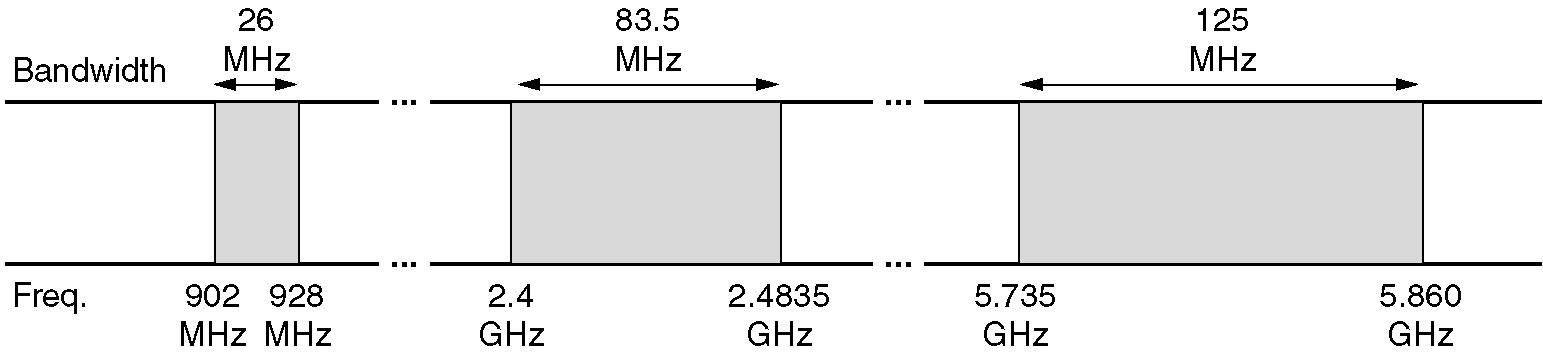 26 83.5 125
MHz MHz MHz
Bandwidth
... ...
... ...
Freq. 902 928 2.4 2.4835 5.735 5.860
MHz MHz GHz GHz GHz GHz